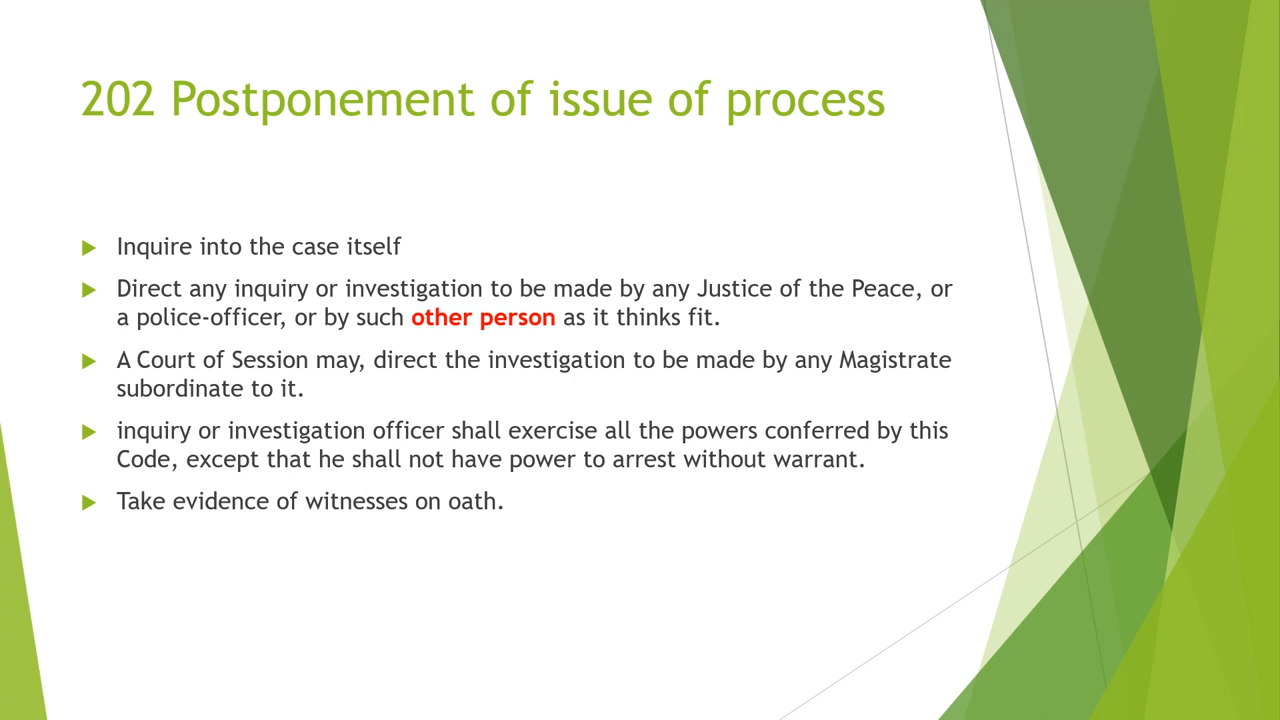 202 Postponement of issue of process
Inquire into the case itself
Direct any inquiry or investigation to be made by any Justice of the Peace, or
a police-officer, or by such other person as it thinks fit.
A Court of Session may, direct the investigation to be made by any Magistrate
subordinate to it.
inquiry or investigation officer shall exercise all the powers conferred by this
Code, except that he shall not have power to arrest without warrant.
Take evidence of witnesses on oath.